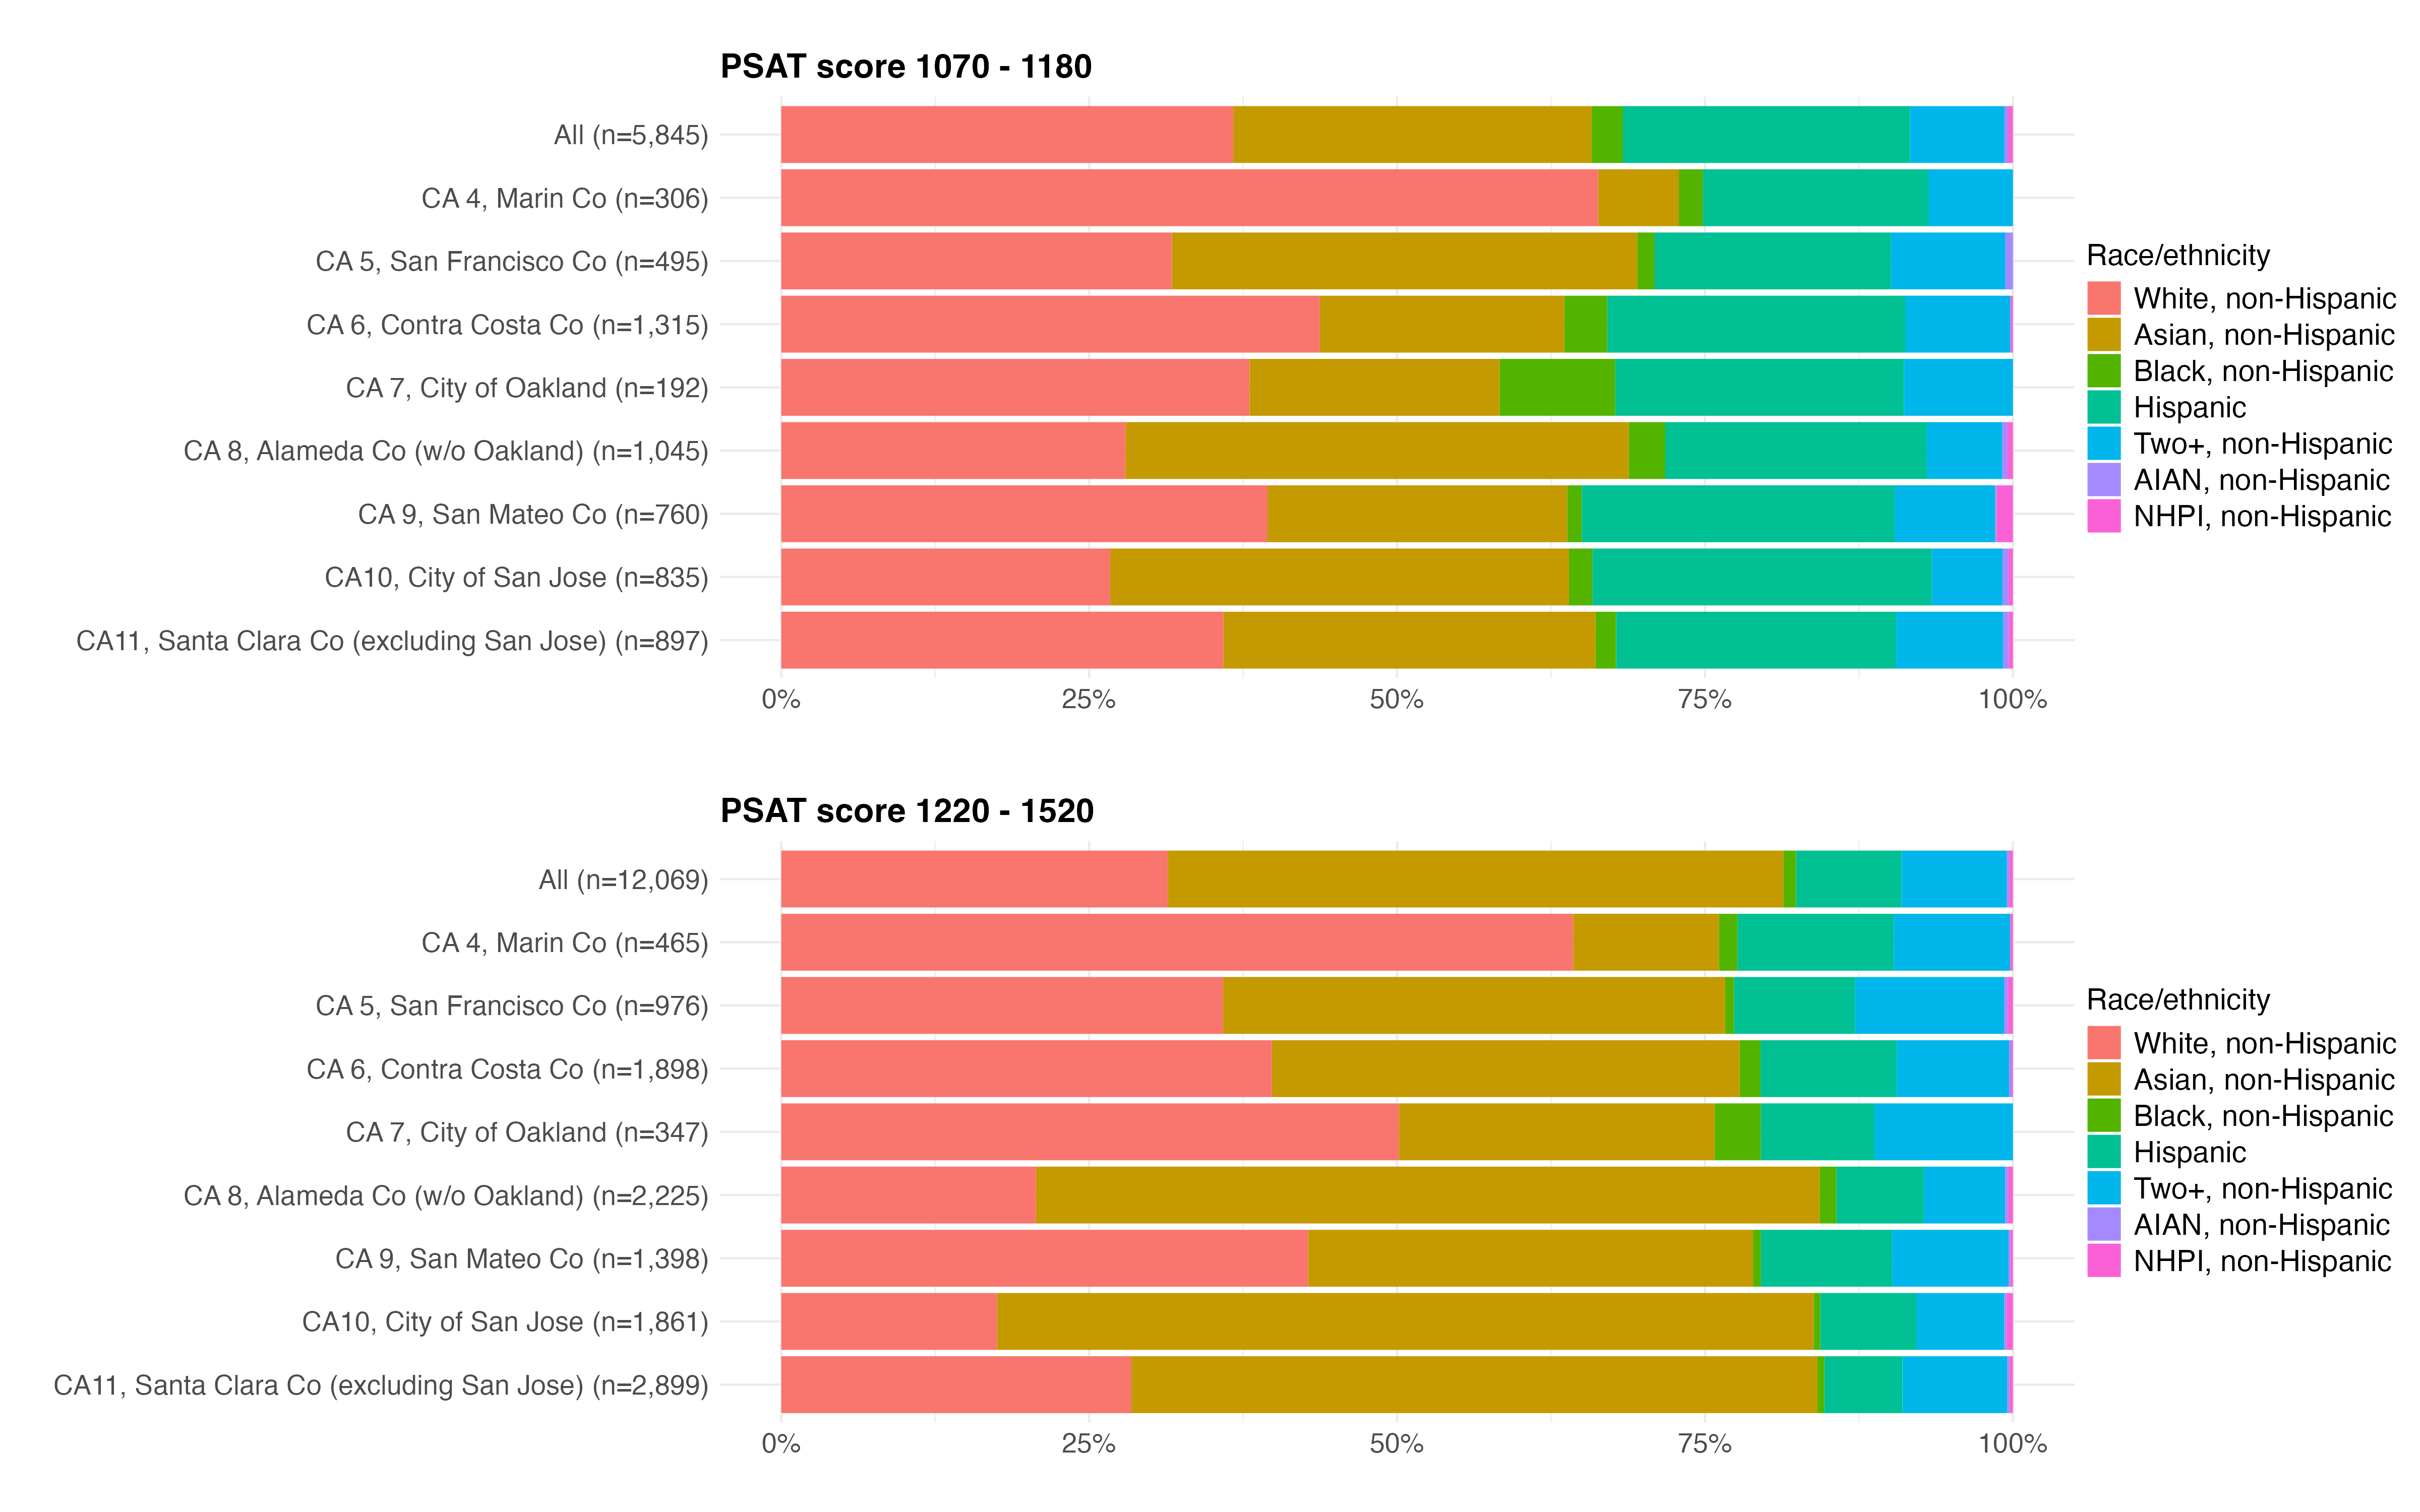 PSAT score 1070 - 1180
All (n=5,845)
CA 4, Marin Co (n=306)
CA 5, San Francisco Co (n=495)
CA 6, Contra Costa Co (n=1,315)
CA 7, City of Oakland (n=192)
CA 8, Alameda Co (w/o Oakland) (n=1,045)
CA 9, San Mateo Co (n=760)
CA10, City of San Jose (n=835)
CA11, Santa Clara Co (excluding San Jose) (n=897)
0% 25% 50% 75% 100%
Race/ethnicity
White, non-Hispanic
Asian, non-Hispanic
Black, non-Hispanic
Hispanic
Two+, non-Hispanic
AIAN, non-Hispanic
NHPI, non-Hispanic
PSAT score 1220 - 1520
All (n=12,069)
CA 4, Marin Co (n=465)
CA 5, San Francisco Co (n=976)
CA 6, Contra Costa Co (n=1,898)
CA 7, City of Oakland (n=347)
CA 8, Alameda Co (w/o Oakland) (n=2,225)
CA 9, San Mateo Co (n=1,398)
CA10, City of San Jose (n=1,861)
CA11, Santa Clara Co (excluding San Jose) (n=2,899)
0% 25% 50% 75% 100%
Race/ethnicity
White, non-Hispanic
Asian, non-Hispanic
Black, non-Hispanic
Hispanic
Two+, non-Hispanic
AIAN, non-Hispanic
NHPI, non-Hispanic